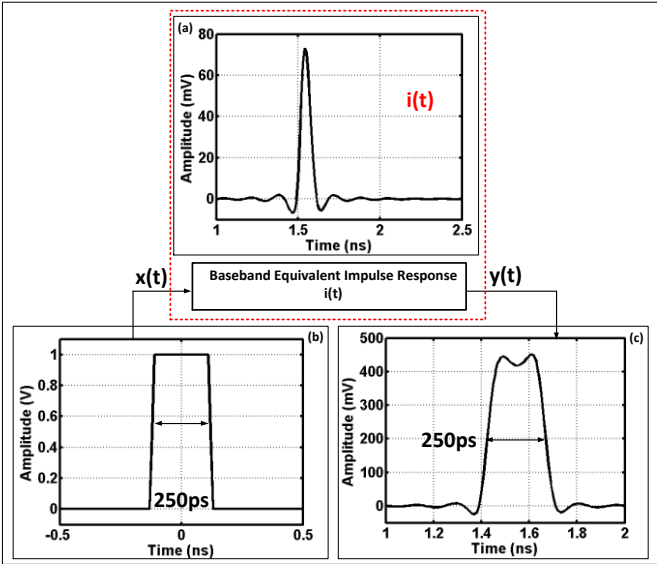 (a)
80
60
40
20
0
Amplitude (mV)
i(t)
1
1.5
2
2.5
Time (ns)
x(t)
Baseband Equivalent Impulse Response
i(t)
y(t)
(b)
1
0.8
0.6
0.4
0.2
0
Amplitude (V)
250ps
-0.5
0
0.5
Time (ns)
(c)
500
400
300
200
100
0
Amplitude (mV)
250ps
1
1.2
1.4
1.6
1.8
2
Time (ns)